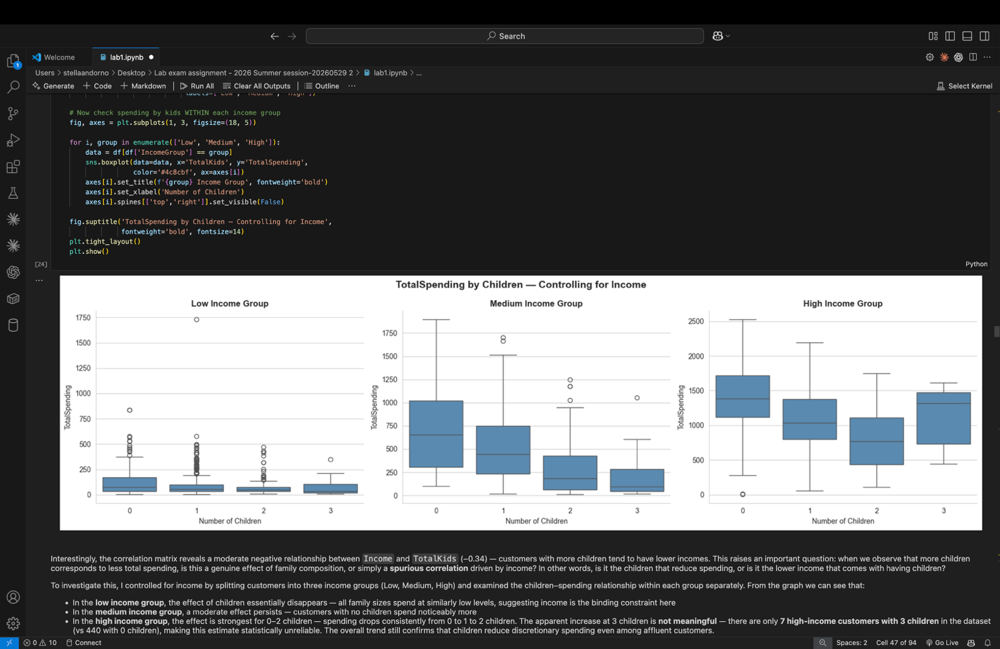 Search
Welcome
lab1.ipynb
1
Users > stellaandorno > Desktop > Lab exam assignment - 2026 Summer session-20260529 2 > lab1.ipynb > ...
Generate + Code + Markdown | Run All Clear All Outputs | Outline ...
Select Kernel
labels=['Low', 'Medium', 'High'])
# Now check spending by kids WITHIN each income group
fig, axes = plt.subplots(1, 3, figsize=(18, 5))
for i, group in enumerate(['Low', 'Medium', 'High']):
data = df[df['IncomeGroup'] == group]
sns.boxplot(data=data, x='TotalKids', y='TotalSpending',
color='#4c8cbf', ax=axes[i])
axes[i].set_title(f'{group} Income Group', fontweight='bold')
axes[i].set_xlabel('Number of Children')
axes[i].spines[['top','right']].set_visible(False)
fig.suptitle('TotalSpending by Children — Controlling for Income',
fontweight='bold', fontsize=14)
plt.tight_layout()
plt.show()
[24]
Python
...
TotalSpending by Children — Controlling for Income
Low Income Group
1750
1500
1250
1000
750
500
250
0
TotalSpending
0 1 2 3
Number of Children
Medium Income Group
1750
1500
1250
1000
750
500
250
0
TotalSpending
0 1 2 3
Number of Children
High Income Group
2500
2000
1500
1000
500
0
TotalSpending
0 1 2 3
Number of Children
Interestingly, the correlation matrix reveals a moderate negative relationship between Income and TotalKids (−0.34) — customers with more children tend to have lower incomes. This raises an important question: when we observe that more children
corresponds to less total spending, is this a genuine effect of family composition, or simply a spurious correlation driven by income? In other words, is it the children that reduce spending, or is it the lower income that comes with having children?
To investigate this, I controlled for income by splitting customers into three income groups (Low, Medium, High) and examined the children–spending relationship within each group separately. From the graph we can see that:
• In the low income group, the effect of children essentially disappears — all family sizes spend at similarly low levels, suggesting income is the binding constraint here
• In the medium income group, a moderate effect persists — customers with no children spend noticeably more
• In the high income group, the effect is strongest for 0–2 children — spending drops consistently from 0 to 1 to 2 children. The apparent increase at 3 children is not meaningful — there are only 7 high-income customers with 3 children in the dataset
(vs 440 with 0 children), making this estimate statistically unreliable. The overall trend still confirms that children reduce discretionary spending even among affluent customers.
0 10 Connect
Spaces: 2 Cell 47 of 94 Go Live